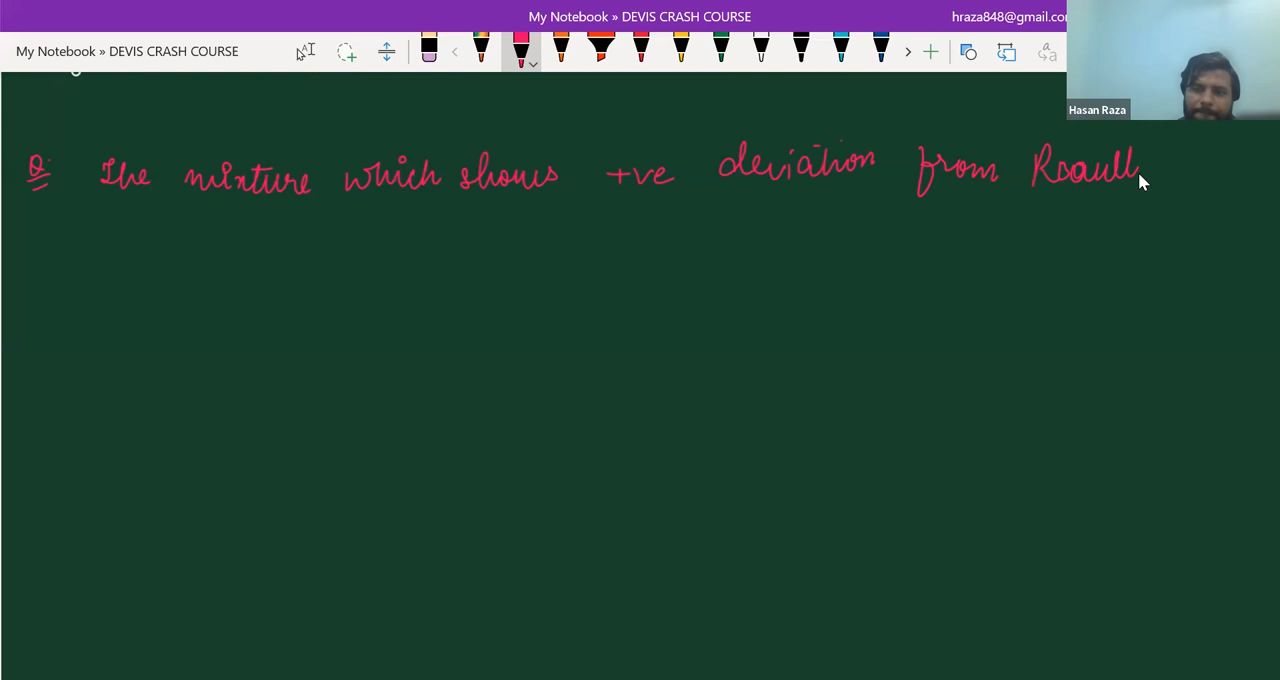 My Notebook » DEVIS CRASH COURSE
hraza848@gmail.co
My Notebook » DEVIS CRASH COURSE
Hasan Raza
Q: The mixture which shows +ve deviation from Raoult